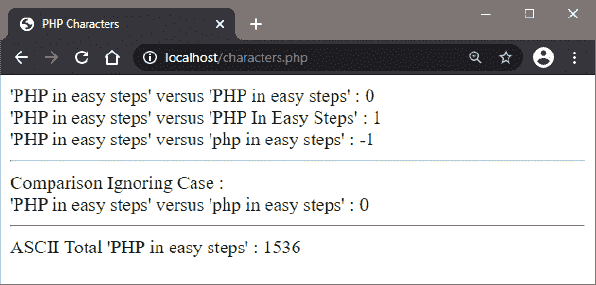 PHP Characters
localhost/characters.php
'PHP in easy steps' versus 'PHP in easy steps' : 0
'PHP in easy steps' versus 'PHP In Easy Steps' : 1
'PHP in easy steps' versus 'php in easy steps' : -1
Comparison Ignoring Case :
'PHP in easy steps' versus 'php in easy steps' : 0
ASCII Total 'PHP in easy steps' : 1536